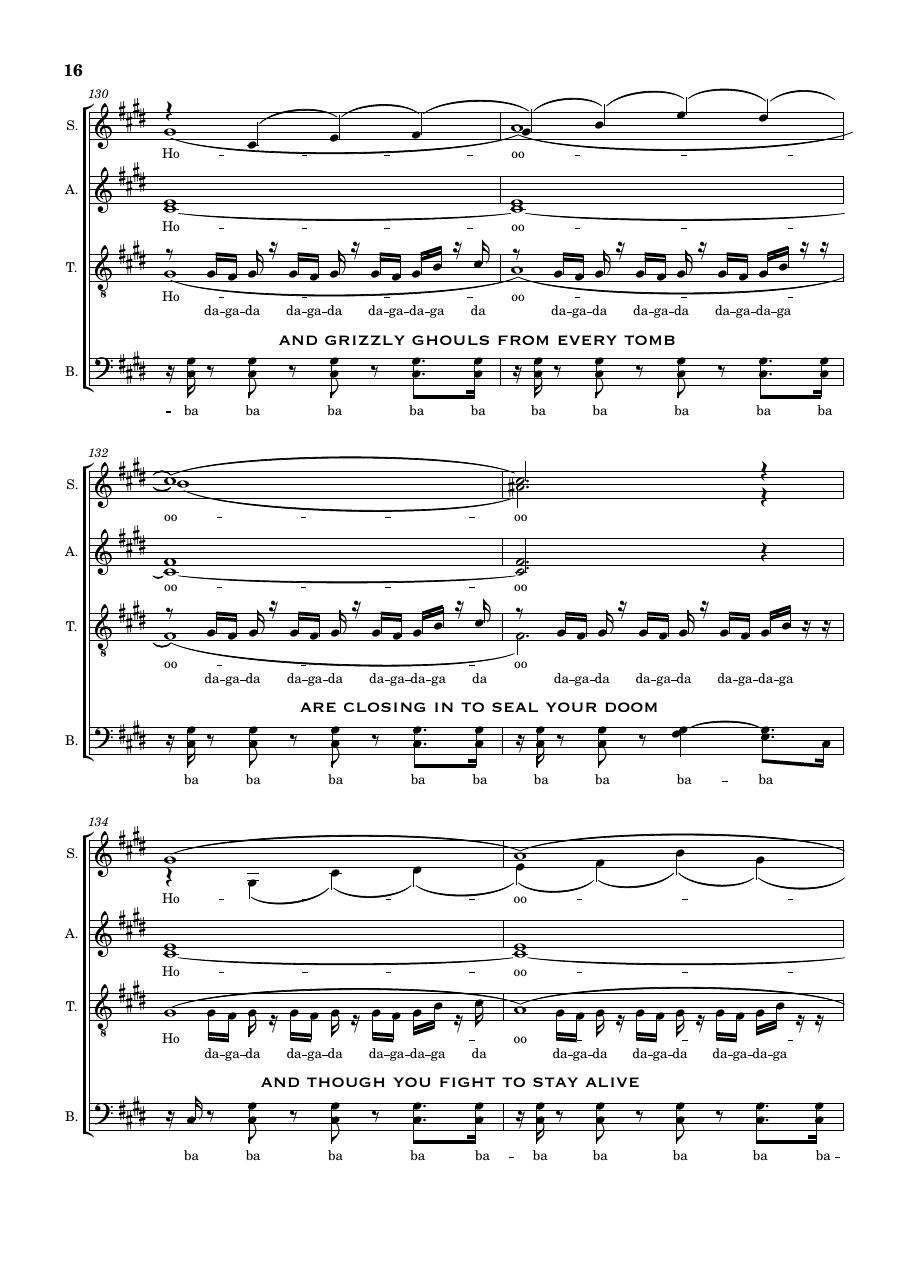 16
130
S.
Ho – – – – oo – – – –
A.
Ho – – – – oo – – – –
T.
Ho – – – – oo – – – –
da–ga–da da–ga–da da–ga–da–ga da da–ga–da da–ga–da da–ga–da–ga
AND GRIZZLY GHOULS FROM EVERY TOMB
B.
– ba ba ba ba ba ba ba ba ba ba
132
S.
oo – – – – oo
A.
oo – – – – oo
T.
oo – – – – oo
da–ga–da da–ga–da da–ga–da–ga da da–ga–da da–ga–da da–ga–da–ga
ARE CLOSING IN TO SEAL YOUR DOOM
B.
ba ba ba ba ba ba ba ba – ba
134
S.
Ho – – – – oo – – – –
A.
Ho – – – – oo – – – –
T.
Ho – – – – oo – – – –
da–ga–da da–ga–da da–ga–da–ga da da–ga–da da–ga–da da–ga–da–ga
AND THOUGH YOU FIGHT TO STAY ALIVE
B.
ba ba ba ba ba – ba ba ba ba ba –